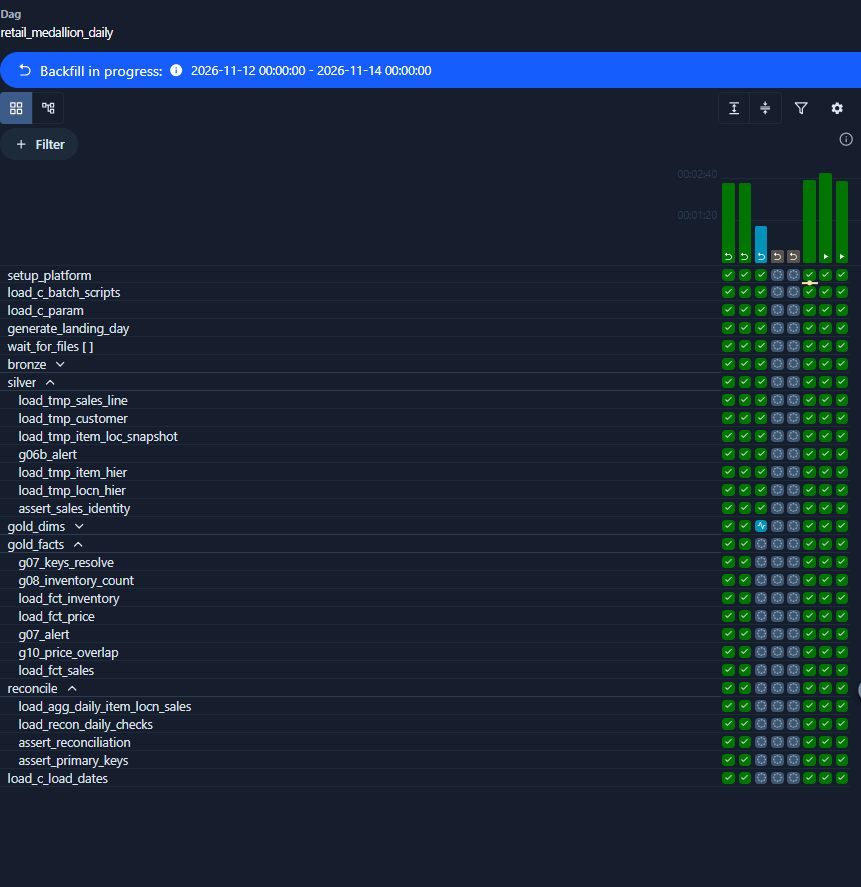 Dag
retail_medallion_daily
Backfill in progress: 2026-11-12 00:00:00 - 2026-11-14 00:00:00
+ Filter
00:02:40
00:01:20
setup_platform
load_c_batch_scripts
load_c_param
generate_landing_day
wait_for_files [ ]
bronze
silver
load_tmp_sales_line
load_tmp_customer
load_tmp_item_loc_snapshot
g06b_alert
load_tmp_item_hier
load_tmp_locn_hier
assert_sales_identity
gold_dims
gold_facts
g07_keys_resolve
g08_inventory_count
load_fct_inventory
load_fct_price
g07_alert
g10_price_overlap
load_fct_sales
reconcile
load_agg_daily_item_locn_sales
load_recon_daily_checks
assert_reconciliation
assert_primary_keys
load_c_load_dates